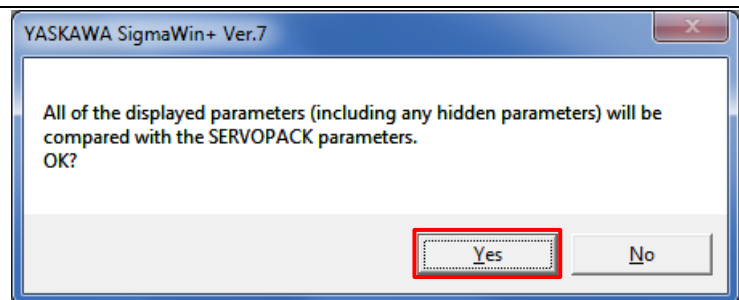 YASKAWA SigmaWin+ Ver.7
All of the displayed parameters (including any hidden parameters) will be
compared with the SERVOPACK parameters.
OK?
Yes
No